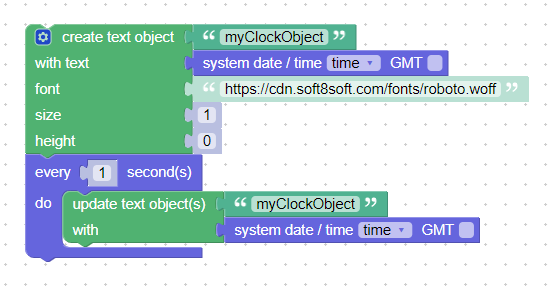 create text object “ myClockObject ”
with text system date / time time ▾ GMT
font “ https://cdn.soft8soft.com/fonts/roboto.woff ”
size 1
height 0
every 1 second(s)
do update text object(s) “ myClockObject ”
with system date / time time ▾ GMT